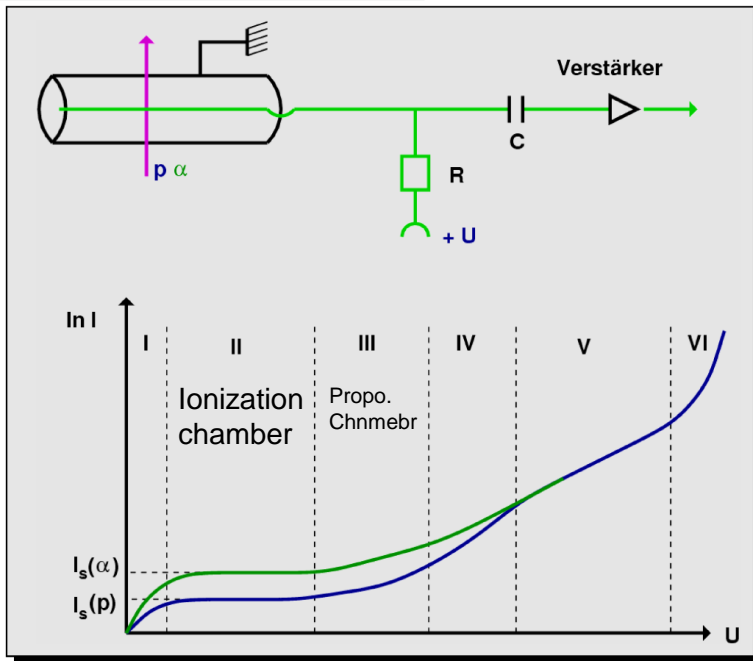 Verstärker
C
p α
R
+ U
ln I
I
II
III
IV
V
VI
Ionization
chamber
Propo.
Chnmebr
Is(α)
Is(p)
U